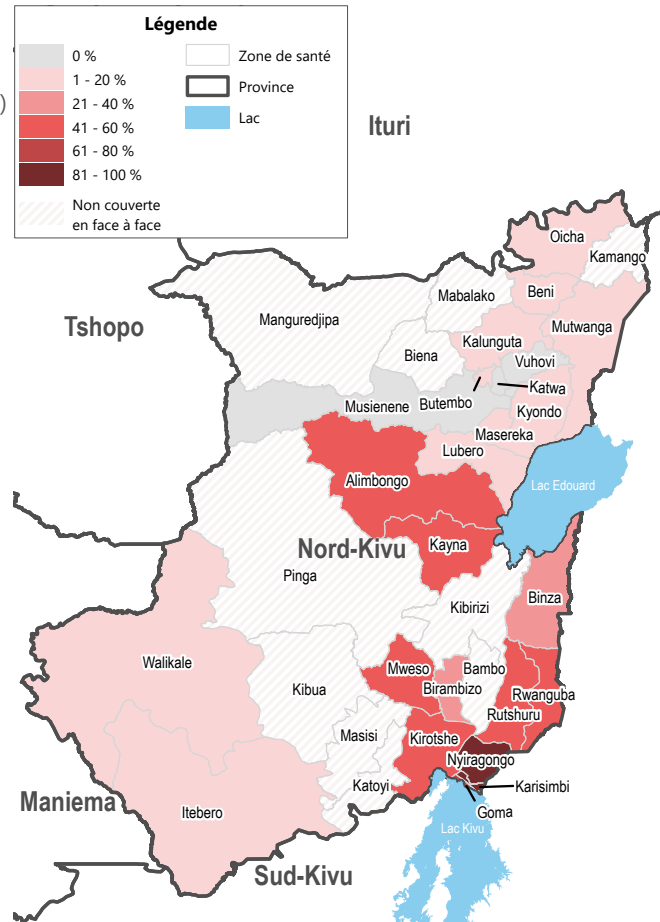 Légende
0 %
1 - 20 %
21 - 40 %
41 - 60 %
61 - 80 %
81 - 100 %
Non couverte
en face à face
Zone de santé
Province
Lac
)
Ituri
Oicha
Kamango
Mabalako
Beni
Manguredjipa
Tshopo
Mutwanga
Kalunguta
Biena
Vuhovi
Katwa
Musienene
Butembo
Kyondo
Masereka
Lubero
Alimbongo
Lac Edouard
Nord-Kivu
Kayna
Pinga
Binza
Kibirizi
Walikale
Mweso
Bambo
Kibua
Birambizo
Rwanguba
Rutshuru
Masisi
Kirotshe
Nyiragongo
Katoyi
Karisimbi
Maniema
Itebero
Goma
Lac Kivu
Sud-Kivu